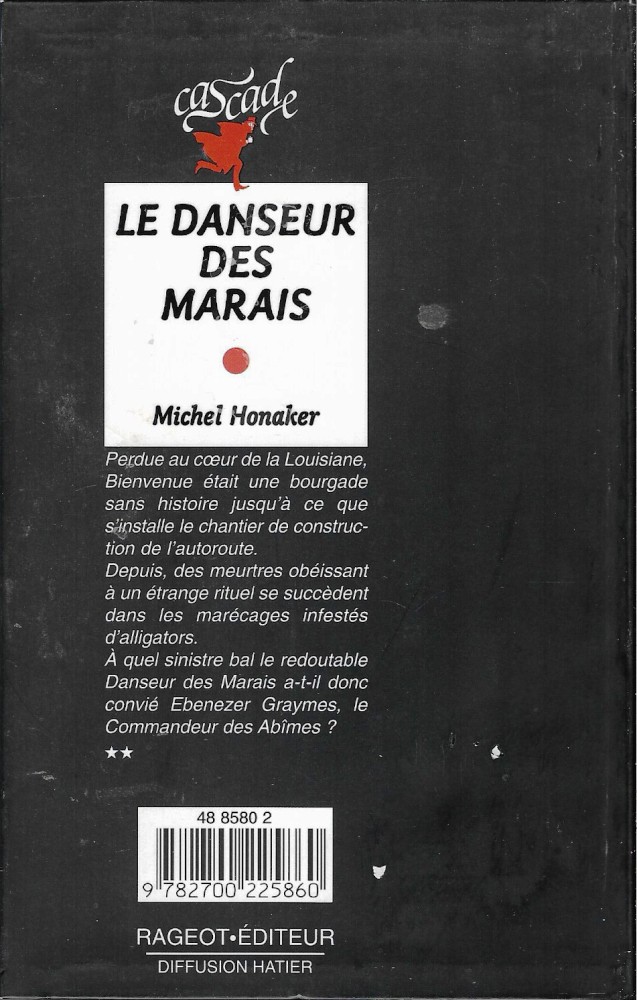 cascade
LE DANSEUR
DES
MARAIS
Michel Honaker
Perdue au cœur de la Louisiane,
Bienvenue était une bourgade
sans histoire jusqu'à ce que
s'installe le chantier de construc-
tion de l'autoroute.
Depuis, des meurtres obéissant
à un étrange rituel se succèdent
dans les marécages infestés
d'alligators.
À quel sinistre bal le redoutable
Danseur des Marais a-t-il donc
convié Ebenezer Graymes, le
Commandeur des Abîmes ?
★★
48 8580 2
9 782700 225860
RAGEOT•ÉDITEUR
DIFFUSION HATIER